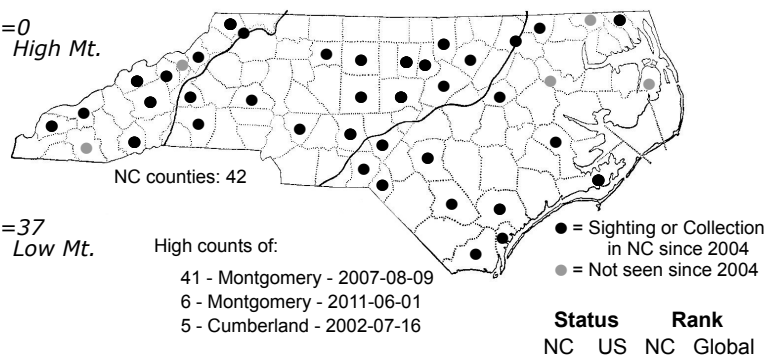 =0
High Mt.
NC counties: 42
=37
Low Mt.
High counts of:
41 - Montgomery - 2007-08-09
6 - Montgomery - 2011-06-01
5 - Cumberland - 2002-07-16
= Sighting or Collection
in NC since 2004
= Not seen since 2004
Status Rank
NC US NC Global